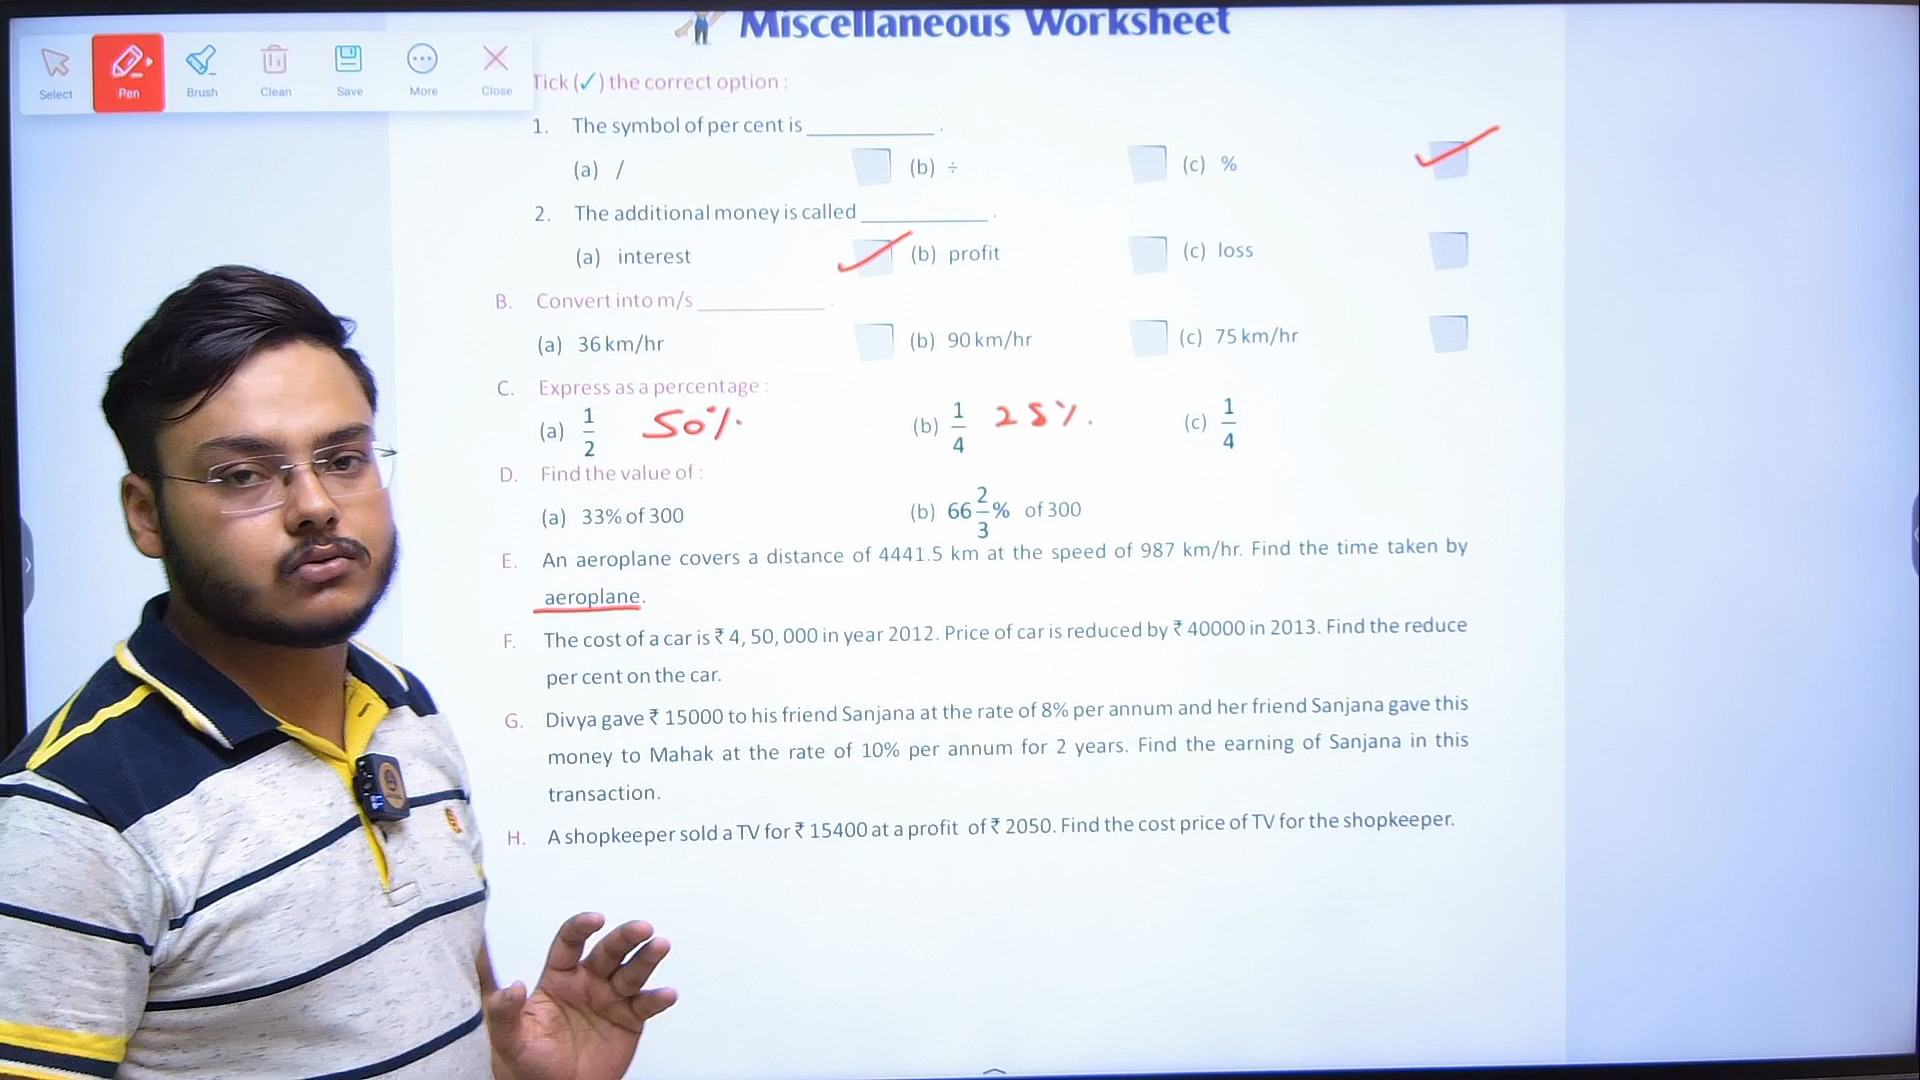 Miscellaneous Worksheet
Select Pen Brush Clean Save More Close
Tick (✓) the correct option :
1. The symbol of per cent is ____________ .
(a) / (b) ÷ (c) %
2. The additional money is called ____________ .
(a) interest (b) profit (c) loss
B. Convert into m/s ____________ .
(a) 36 km/hr (b) 90 km/hr (c) 75 km/hr
C. Express as a percentage :
(a) 1/2 50% (b) 1/4 25%. (c) 1/4
D. Find the value of :
(a) 33% of 300 (b) 66 2/3 % of 300
E. An aeroplane covers a distance of 4441.5 km at the speed of 987 km/hr. Find the time taken by
aeroplane.
F. The cost of a car is ₹ 4, 50, 000 in year 2012. Price of car is reduced by ₹ 40000 in 2013. Find the reduce
per cent on the car.
G. Divya gave ₹ 15000 to his friend Sanjana at the rate of 8% per annum and her friend Sanjana gave this
money to Mahak at the rate of 10% per annum for 2 years. Find the earning of Sanjana in this
transaction.
H. A shopkeeper sold a TV for ₹ 15400 at a profit of ₹ 2050. Find the cost price of TV for the shopkeeper.